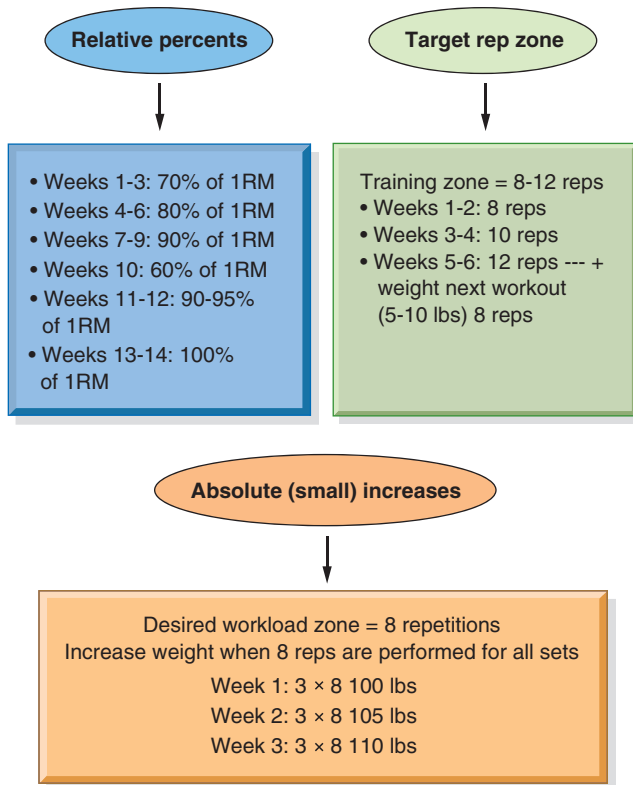 Relative percents
• Weeks 1-3: 70% of 1RM
• Weeks 4-6: 80% of 1RM
• Weeks 7-9: 90% of 1RM
• Weeks 10: 60% of 1RM
• Weeks 11-12: 90-95%
of 1RM
• Weeks 13-14: 100%
of 1RM
Target rep zone
Training zone = 8-12 reps
• Weeks 1-2: 8 reps
• Weeks 3-4: 10 reps
• Weeks 5-6: 12 reps --- +
weight next workout
(5-10 lbs) 8 reps
Absolute (small) increases
Desired workload zone = 8 repetitions
Increase weight when 8 reps are performed for all sets
Week 1: 3 × 8 100 lbs
Week 2: 3 × 8 105 lbs
Week 3: 3 × 8 110 lbs